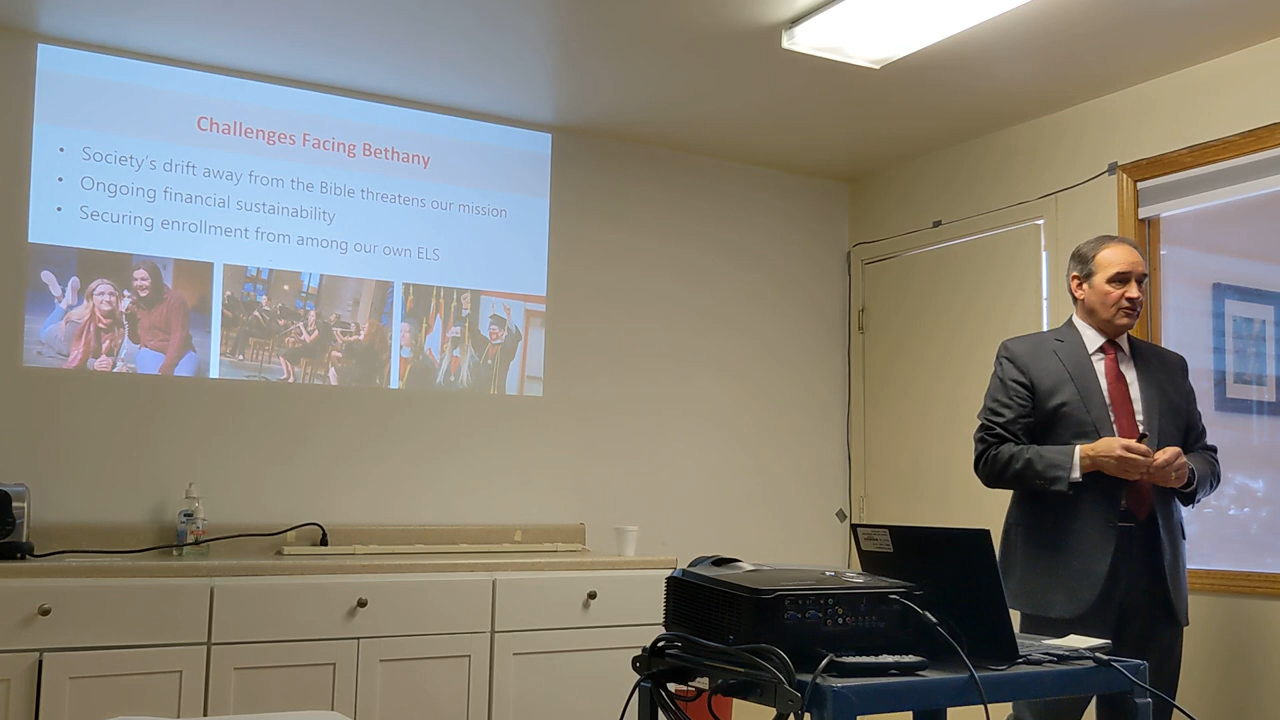 Challenges Facing Bethany
• Society's drift away from the Bible threatens our mission
• Ongoing financial sustainability
• Securing enrollment from among our own ELS